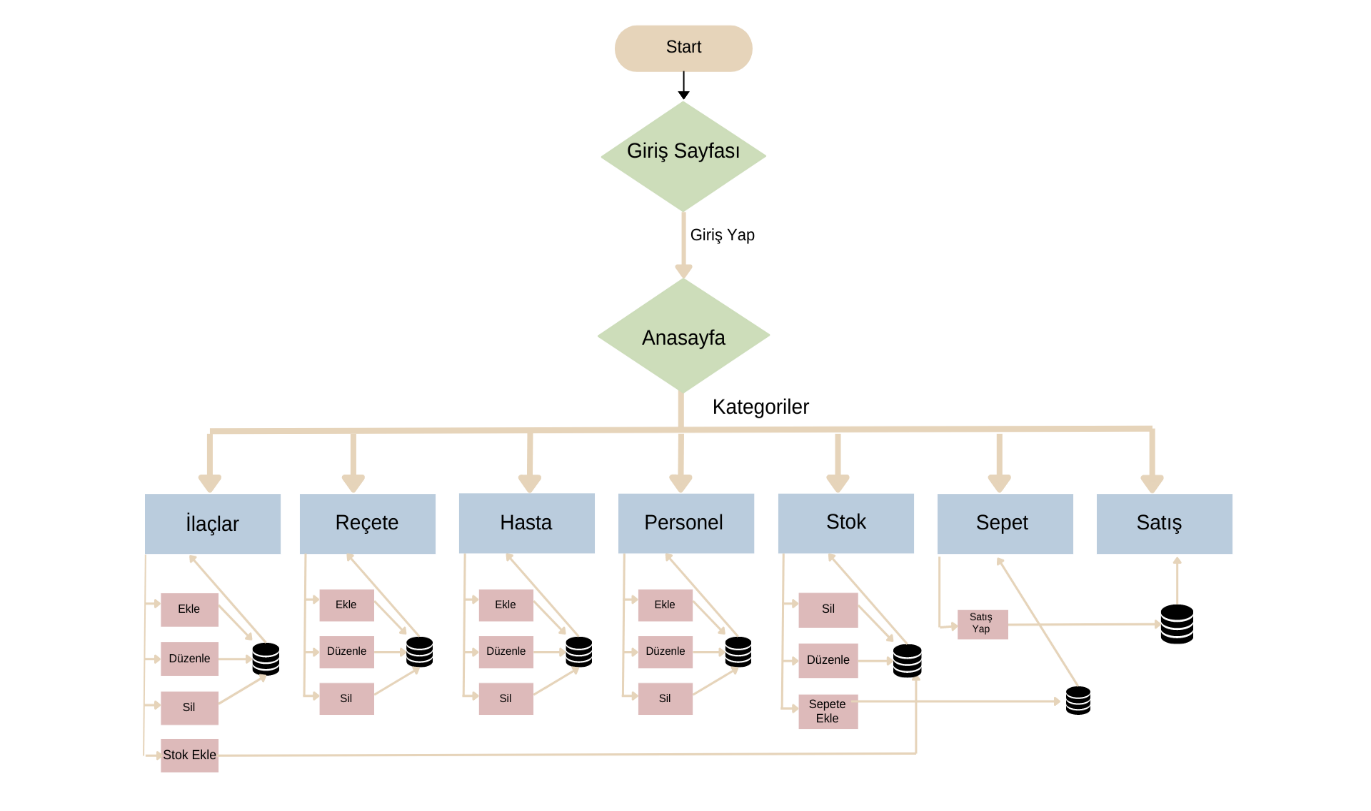 Start
Giriş Sayfası
Giriş Yap
Anasayfa
Kategoriler
İlaçlar
Reçete
Hasta
Personel
Stok
Sepet
Satış
Ekle
Düzenle
Sil
Stok Ekle
Ekle
Düzenle
Sil
Ekle
Düzenle
Sil
Ekle
Düzenle
Sil
Sil
Düzenle
Sepete
Ekle
Satış
Yap